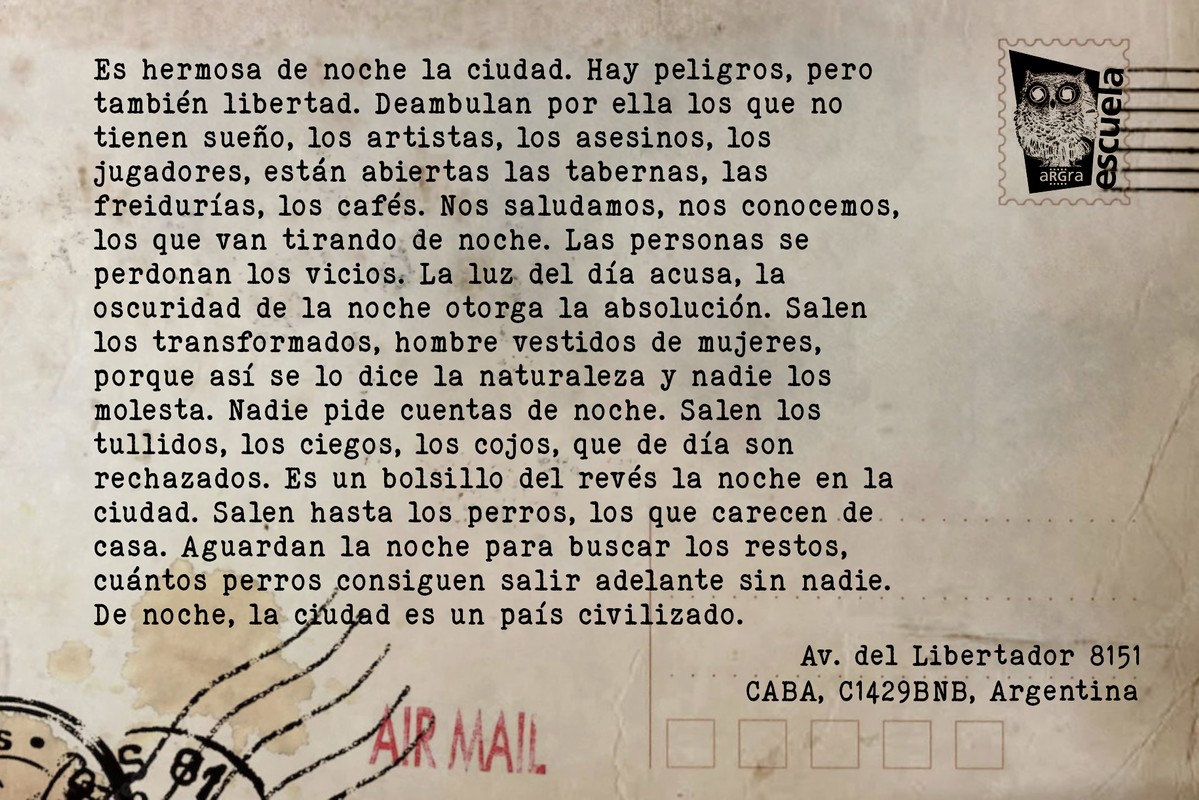 Es hermosa de noche la ciudad. Hay peligros, pero
también libertad. Deambulan por ella los que no
tienen sueño, los artistas, los asesinos, los
jugadores, están abiertas las tabernas, las
freidurías, los cafés. Nos saludamos, nos conocemos,
los que van tirando de noche. Las personas se
perdonan los vicios. La luz del día acusa, la
oscuridad de la noche otorga la absolución. Salen
los transformados, hombre vestidos de mujeres,
porque así se lo dice la naturaleza y nadie los
molesta. Nadie pide cuentas de noche. Salen los
tullidos, los ciegos, los cojos, que de día son
rechazados. Es un bolsillo del revés la noche en la
ciudad. Salen hasta los perros, los que carecen de
casa. Aguardan la noche para buscar los restos,
cuántos perros consiguen salir adelante sin nadie.
De noche, la ciudad es un país civilizado.
escuela
aRGra
Av. del Libertador 8151
CABA, C1429BNB, Argentina
AIR MAIL
S 81